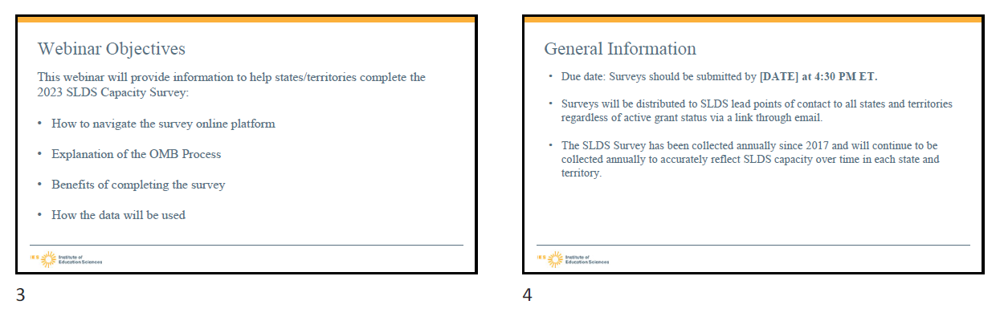 Webinar Objectives
This webinar will provide information to help states/territories complete the
2023 SLDS Capacity Survey:
• How to navigate the survey online platform
• Explanation of the OMB Process
• Benefits of completing the survey
• How the data will be used
IES Institute of
Education Sciences
3
General Information
• Due date: Surveys should be submitted by [DATE] at 4:30 PM ET.
• Surveys will be distributed to SLDS lead points of contact to all states and territories
regardless of active grant status via a link through email.
• The SLDS Survey has been collected annually since 2017 and will continue to be
collected annually to accurately reflect SLDS capacity over time in each state and
territory.
IES Institute of
Education Sciences
4